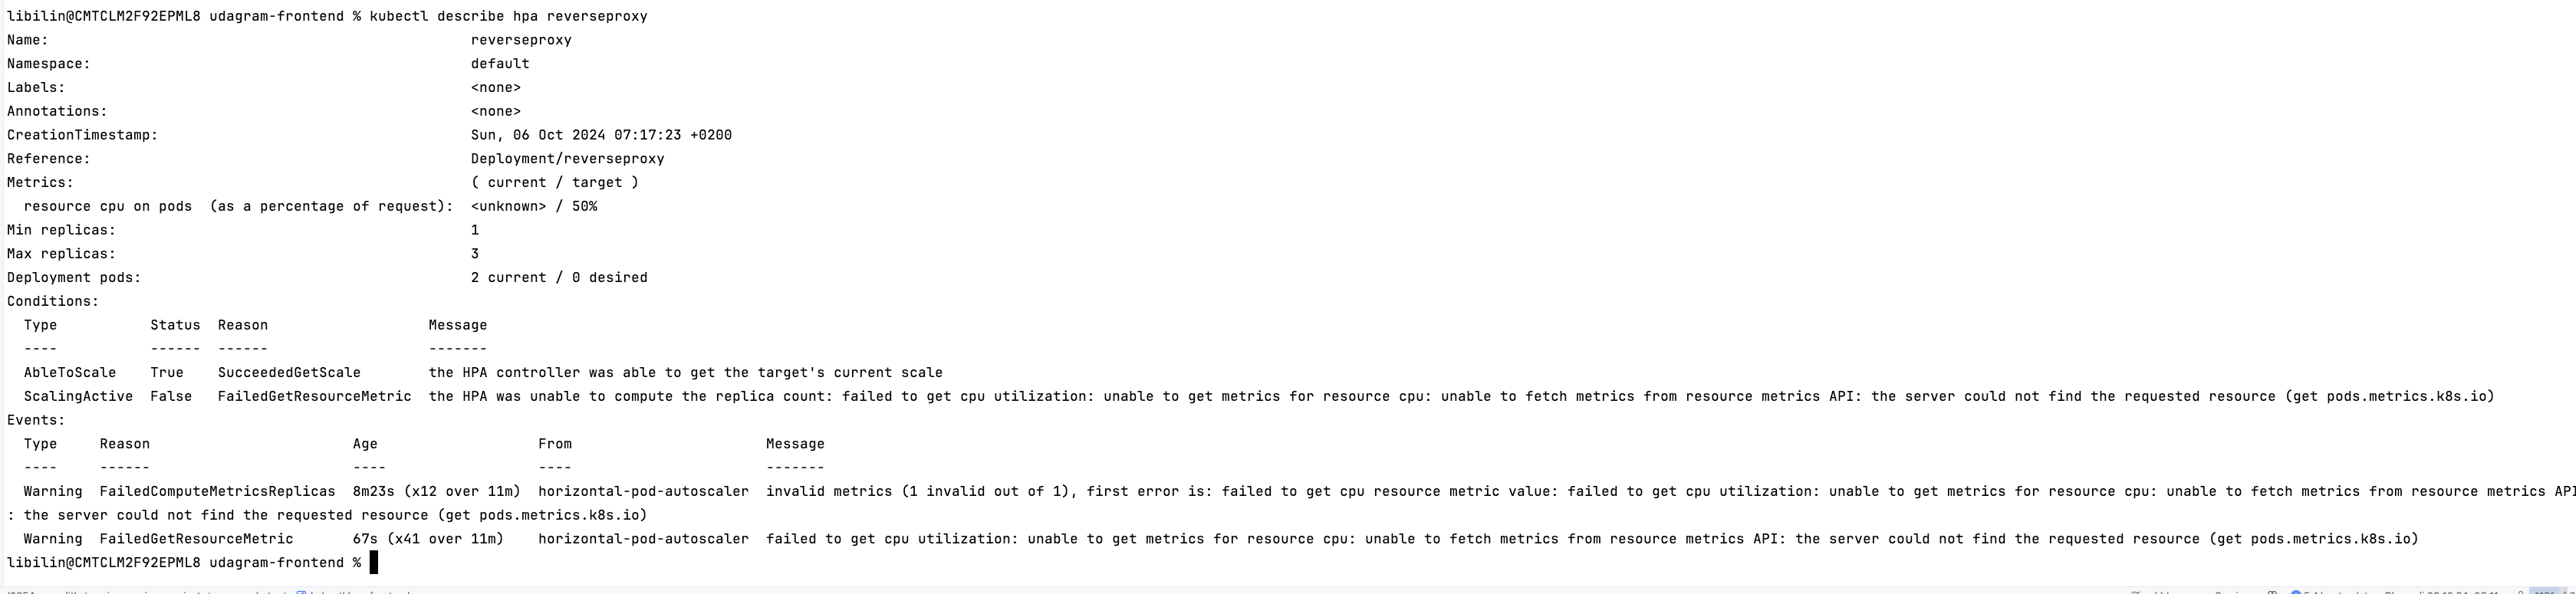 libilin@CMTCLM2F92EPML8 udagram-frontend % kubectl describe hpa reverseproxy
Name:                                                  reverseproxy
Namespace:                                             default
Labels:                                                <none>
Annotations:                                           <none>
CreationTimestamp:                                     Sun, 06 Oct 2024 07:17:23 +0200
Reference:                                             Deployment/reverseproxy
Metrics:                                               ( current / target )
  resource cpu on pods  (as a percentage of request):  <unknown> / 50%
Min replicas:                                          1
Max replicas:                                          3
Deployment pods:                                       2 current / 0 desired
Conditions:
  Type           Status  Reason                   Message
  ----           ------  ------                   -------
  AbleToScale    True    SucceededGetScale        the HPA controller was able to get the target's current scale
  ScalingActive  False   FailedGetResourceMetric  the HPA was unable to compute the replica count: failed to get cpu utilization: unable to get metrics for resource cpu: unable to fetch metrics from resource metrics API: the server could not find the requested resource (get pods.metrics.k8s.io)
Events:
  Type     Reason                        Age                  From                       Message
  ----     ------                        ----                 ----                       -------
  Warning  FailedComputeMetricsReplicas  8m23s (x12 over 11m)  horizontal-pod-autoscaler  invalid metrics (1 invalid out of 1), first error is: failed to get cpu resource metric value: failed to get cpu utilization: unable to get metrics for resource cpu: unable to fetch metrics from resource metrics API
: the server could not find the requested resource (get pods.metrics.k8s.io)
  Warning  FailedGetResourceMetric       67s (x41 over 11m)    horizontal-pod-autoscaler  failed to get cpu utilization: unable to get metrics for resource cpu: unable to fetch metrics from resource metrics API: the server could not find the requested resource (get pods.metrics.k8s.io)
libilin@CMTCLM2F92EPML8 udagram-frontend %